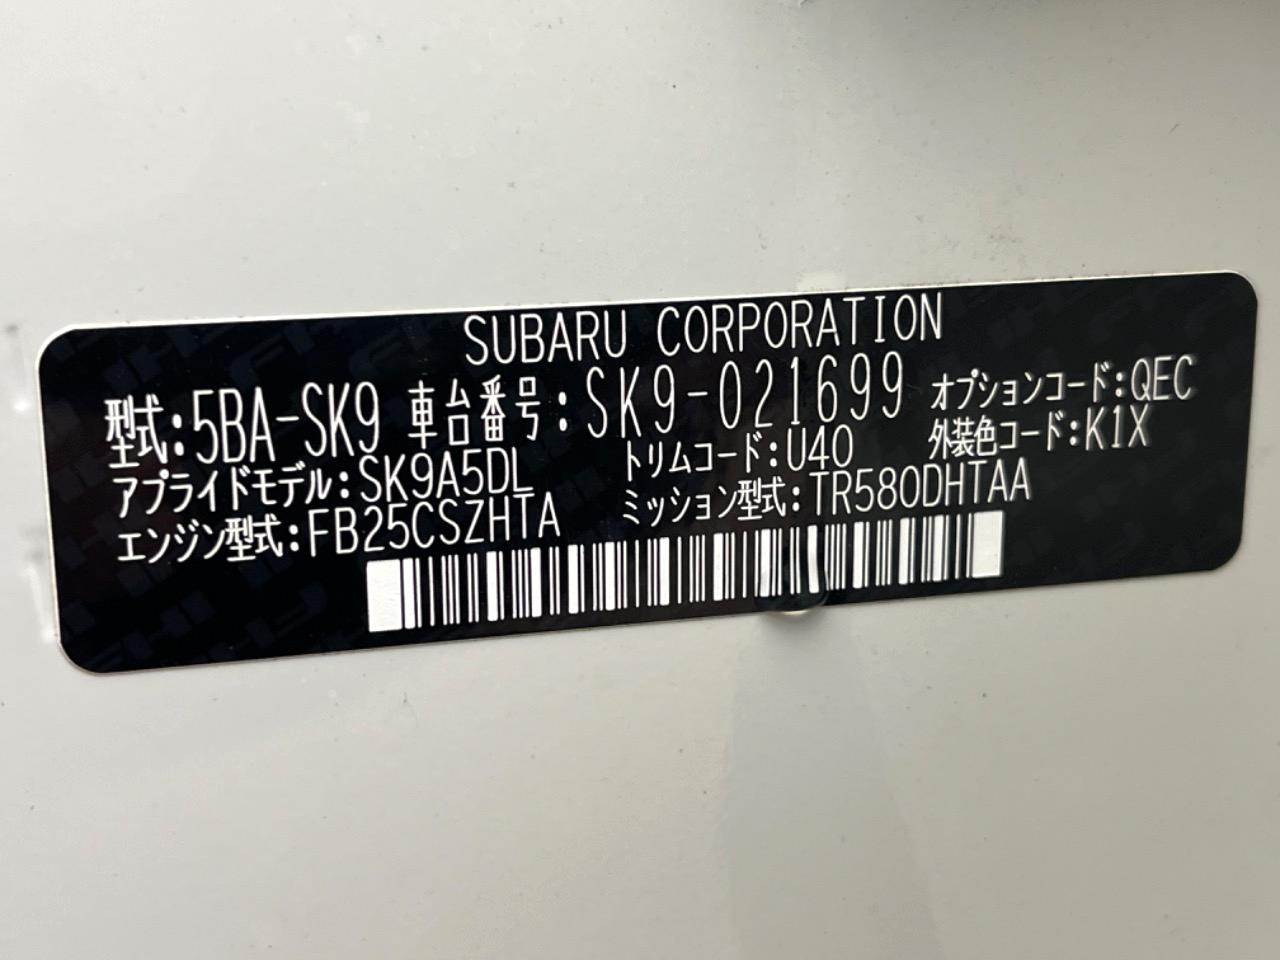 SUBARU CORPORATION
型式:5BA-SK9 車台番号:SK9-021699 オプションコード:QEC
アプライドモデル:SK9A5DL トリムコード:U40 外装色コード:K1X
エンジン型式:FB25CSZHTA ミッション型式:TR580DHTAA